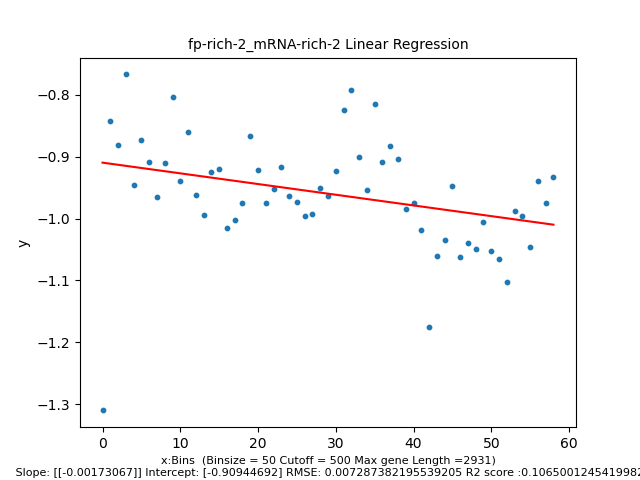 fp-rich-2_mRNA-rich-2 Linear Regression
−0.8
−0.9
−1.0
−1.1
−1.2
−1.3
y
0 10 20 30 40 50 60
x:Bins (Binsize = 50 Cutoff = 500 Max gene Length =2931)
Slope: [[-0.00173067]] Intercept: [-0.90944692] RMSE: 0.007287382195539205 R2 score :0.1065001245419982